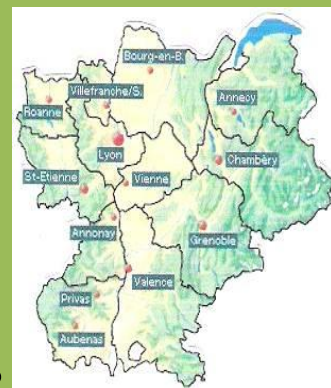 Bourg-en-B.
Villefranche/S.
Roanne
Annecy
Lyon
Chambéry
St-Etienne
Vienne
Annonay
Grenoble
Valence
Privas
Aubenas